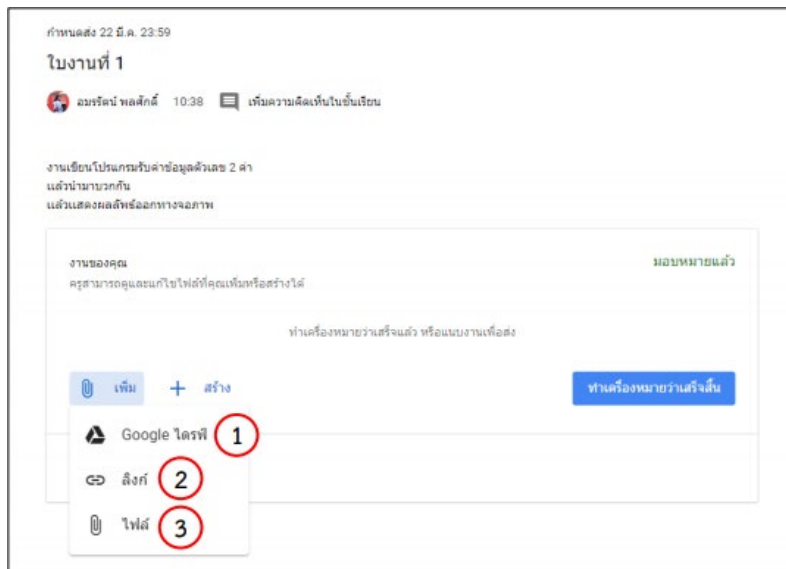 กำหนดส่ง 22 มี.ค. 23:59
ใบงานที่ 1
อมรรัตน์ พลศักดิ์ 10:38 เพิ่มความคิดเห็นในชั้นเรียน
งานเขียนโปรแกรมรับค่าข้อมูลตัวเลข 2 ค่า
แล้วนำมาบวกกัน
แล้วแสดงผลลัพธ์ออกทางจอภาพ
งานของคุณ มอบหมายแล้ว
ครูสามารถดูและแก้ไขไฟล์ที่คุณเพิ่มหรือสร้างได้
ทำเครื่องหมายว่าเสร็จแล้ว หรือแนบงานเพื่อส่ง
เพิ่ม + สร้าง ทำเครื่องหมายว่าเสร็จสิ้น
Google ไดรฟ์ 1
ลิงก์ 2
ไฟล์ 3